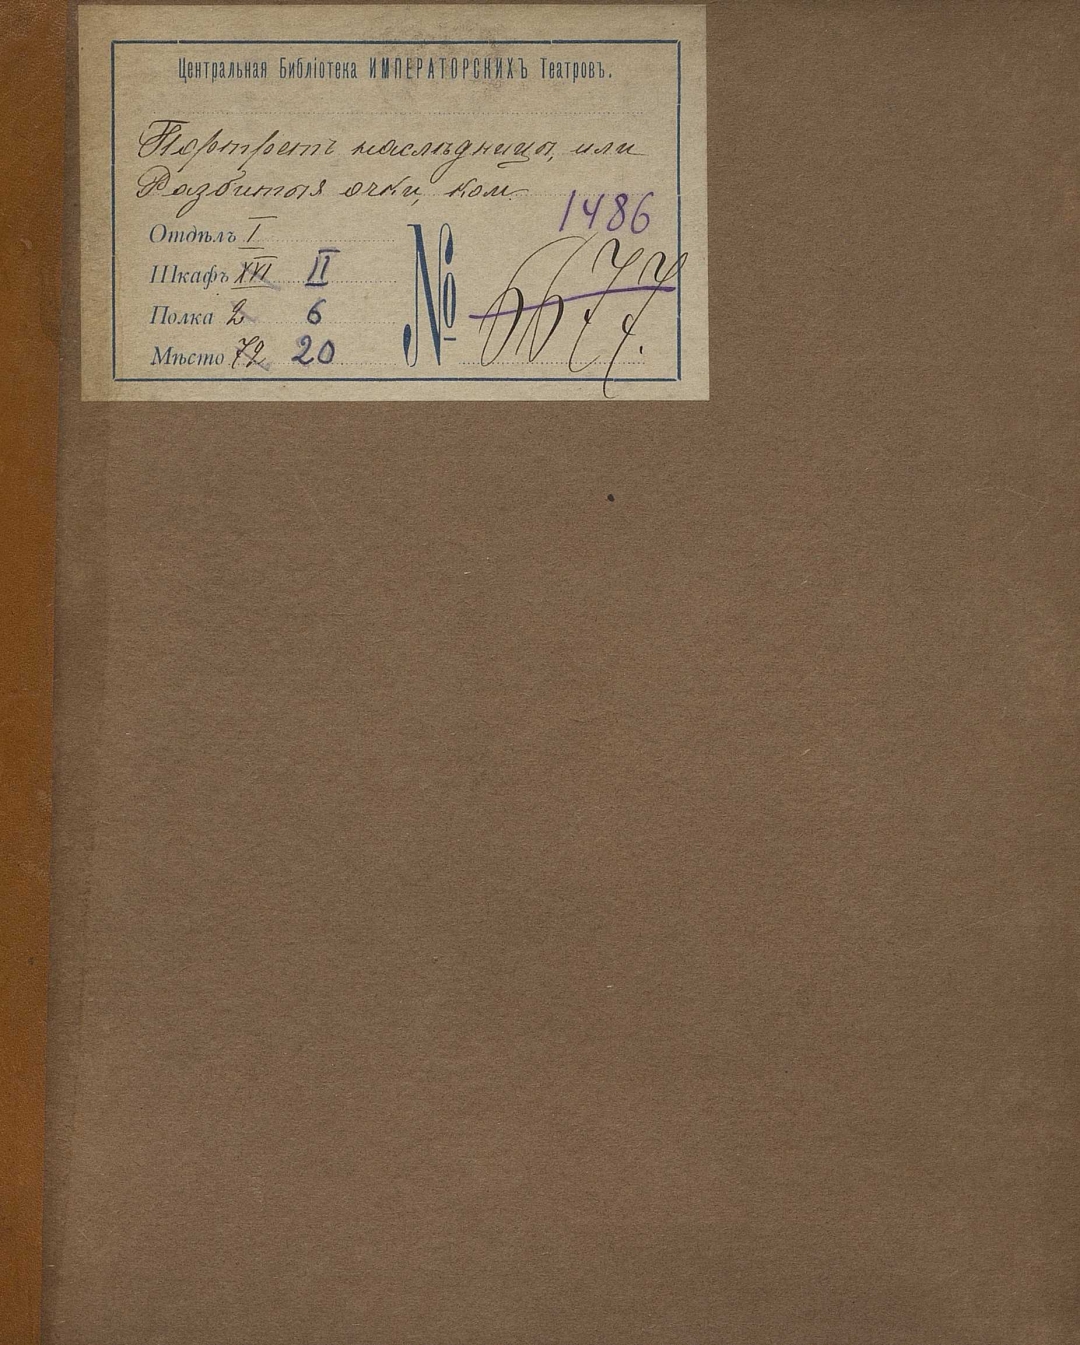 Центральная Библіотека ИМПЕРАТОРСКИХЪ Театровъ.
Портретъ наслѣдницы, или
Разбитыя очки, ком.
1486
Отдѣлъ I
Шкафъ XVI II
Полка 2 6
Мѣсто 72 20
№ 6677.